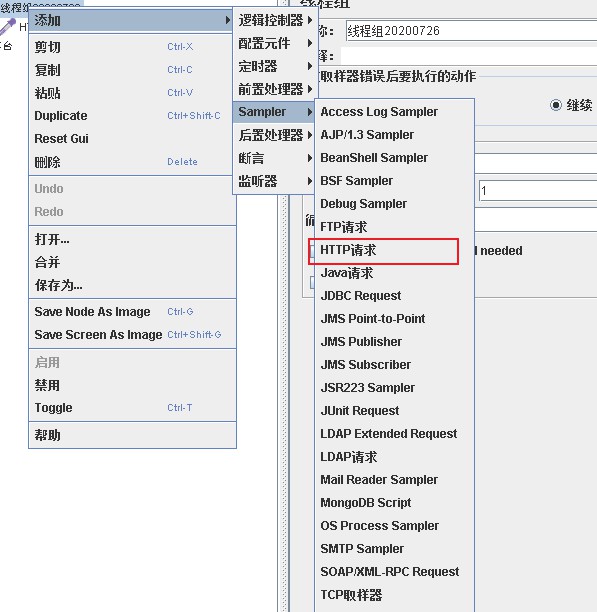 线程组20200726
H
台
添加
剪切 Ctrl-X
复制 Ctrl-C
粘贴 Ctrl-V
Duplicate Ctrl+Shift-C
Reset Gui
删除 Delete
Undo
Redo
打开...
合并
保存为...
Save Node As Image Ctrl-G
Save Screen As Image Ctrl+Shift-G
启用
禁用
Toggle Ctrl-T
帮助
逻辑控制器
配置元件
定时器
前置处理器
Sampler
后置处理器
断言
监听器
Access Log Sampler
AJP/1.3 Sampler
BeanShell Sampler
BSF Sampler
Debug Sampler
FTP请求
HTTP请求
Java请求
JDBC Request
JMS Point-to-Point
JMS Publisher
JMS Subscriber
JSR223 Sampler
JUnit Request
LDAP Extended Request
LDAP请求
Mail Reader Sampler
MongoDB Script
OS Process Sampler
SMTP Sampler
SOAP/XML-RPC Request
TCP取样器
线程组
称： 线程组20200726
释：
取样器错误后要执行的动作
继续
1
needed